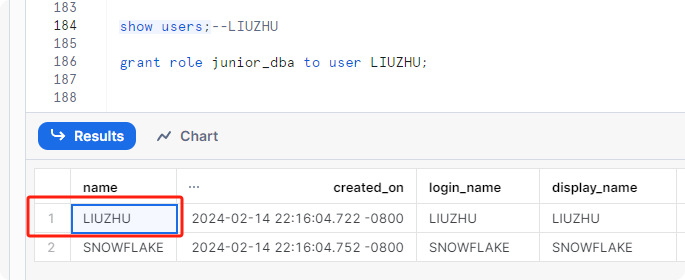 183
184 show users;--LIUZHU
185
186 grant role junior_dba to user LIUZHU;
187
188
Results Chart
name ... created_on login_name display_name
1 LIUZHU 2024-02-14 22:16:04.722 -0800 LIUZHU LIUZHU
2 SNOWFLAKE 2024-02-14 22:16:04.752 -0800 SNOWFLAKE SNOWFLAKE